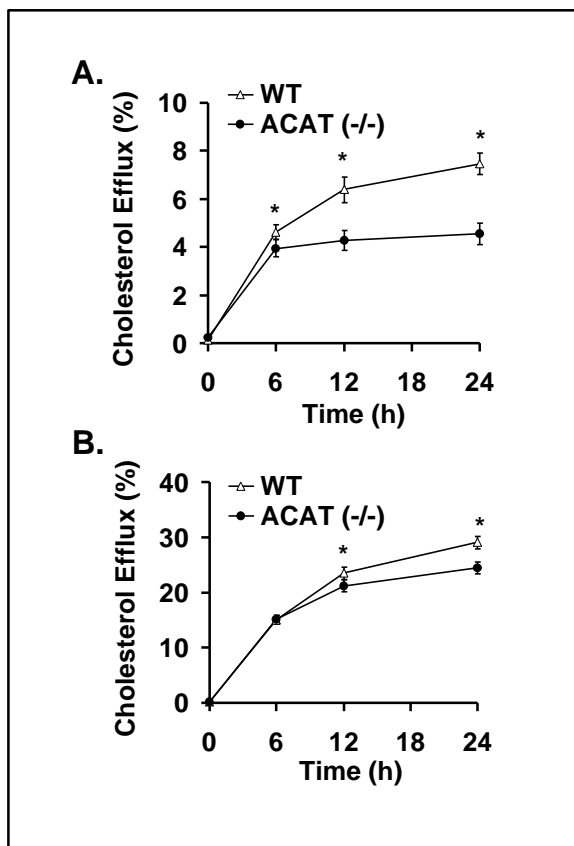 A.
10
8
6
4
2
0
Cholesterol Efflux (%)
WT
ACAT (-/-)
*
*
*
0 6 12 18 24
Time (h)
B.
40
30
20
10
0
Cholesterol Efflux (%)
WT
ACAT (-/-)
*
*
0 6 12 18 24
Time (h)